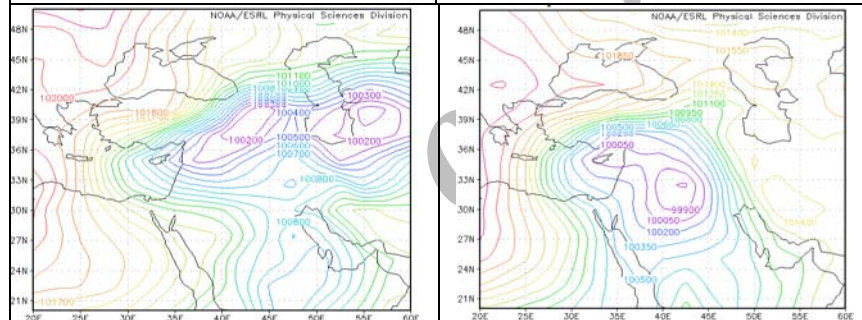 NOAA/ESRL Physical Sciences Division
48N
45N
42N
39N
36N
33N
30N
27N
24N
21N
102000
101800
101100
100300
100400
100200
100200
100500
100700
100800
100800
101700
20E 25E 30E 35E 40E 45E 50E 55E 60E
NOAA/ESRL Physical Sciences Division
48N
45N
42N
39N
36N
33N
30N
27N
24N
21N
101400
101550
101850
101100
100950
100500
100050
99900
100050
100200
100350
100500
101400
20E 25E 30E 35E 40E 45E 50E 55E 60E